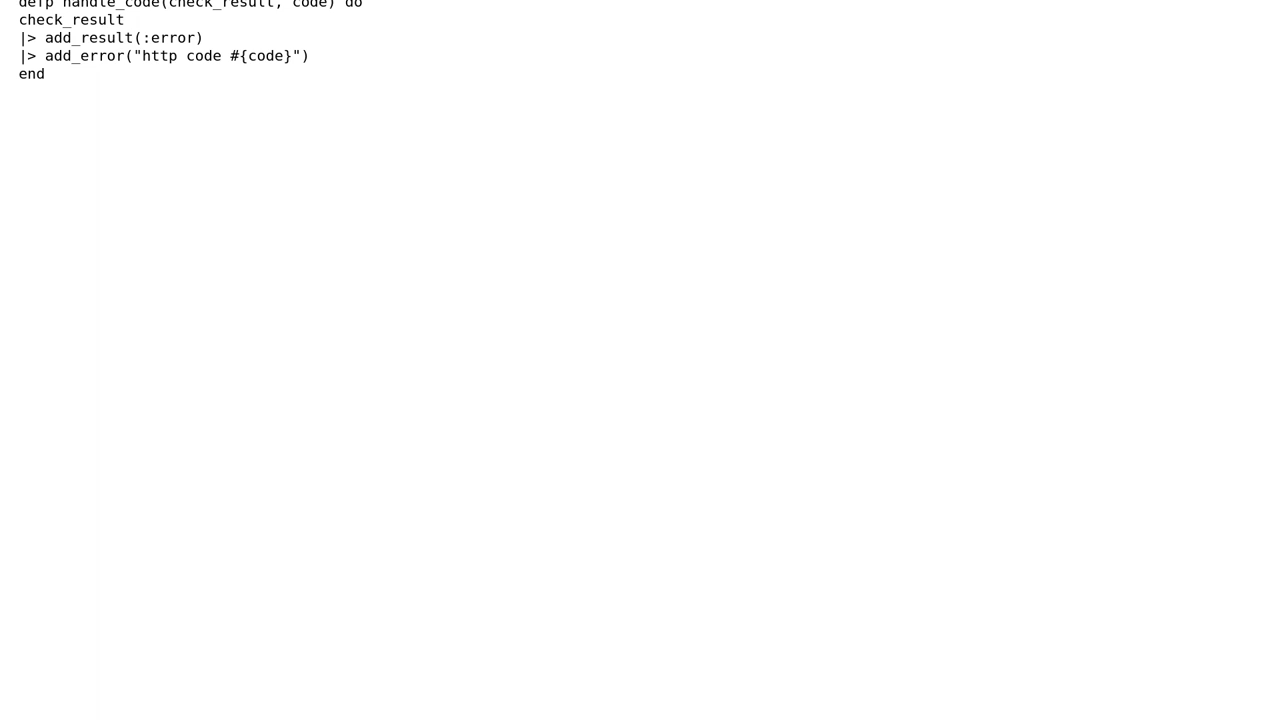 defp handle_code(check_result, code) do
check_result
|> add_result(:error)
|> add_error("http code #{code}")
end